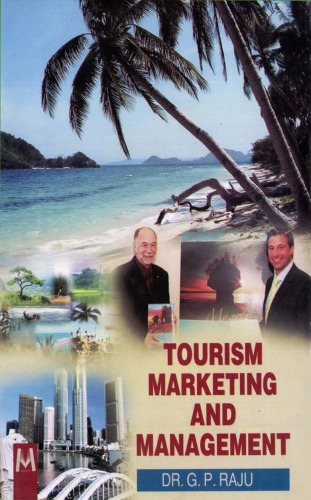 TOURISM
MARKETING
AND
MANAGEMENT
DR. G. P. RAJU
M